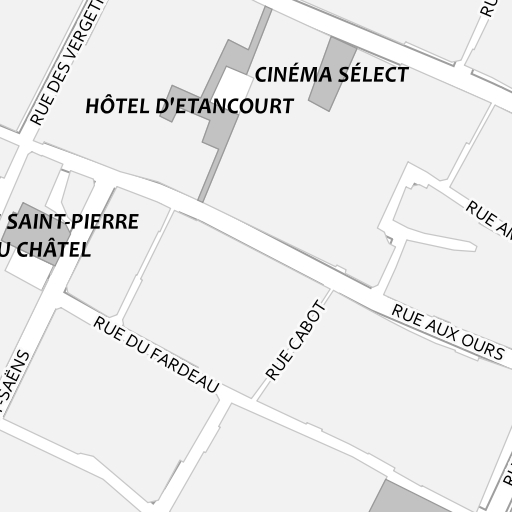 RUE DES VERGET
CINÉMA SÉLECT
HÔTEL D'ETANCOURT
SAINT-PIERRE
U CHÂTEL
RUE AM
RUE AUX OURS
RUE CABOT
RUE DU FARDEAU
-SAËNS